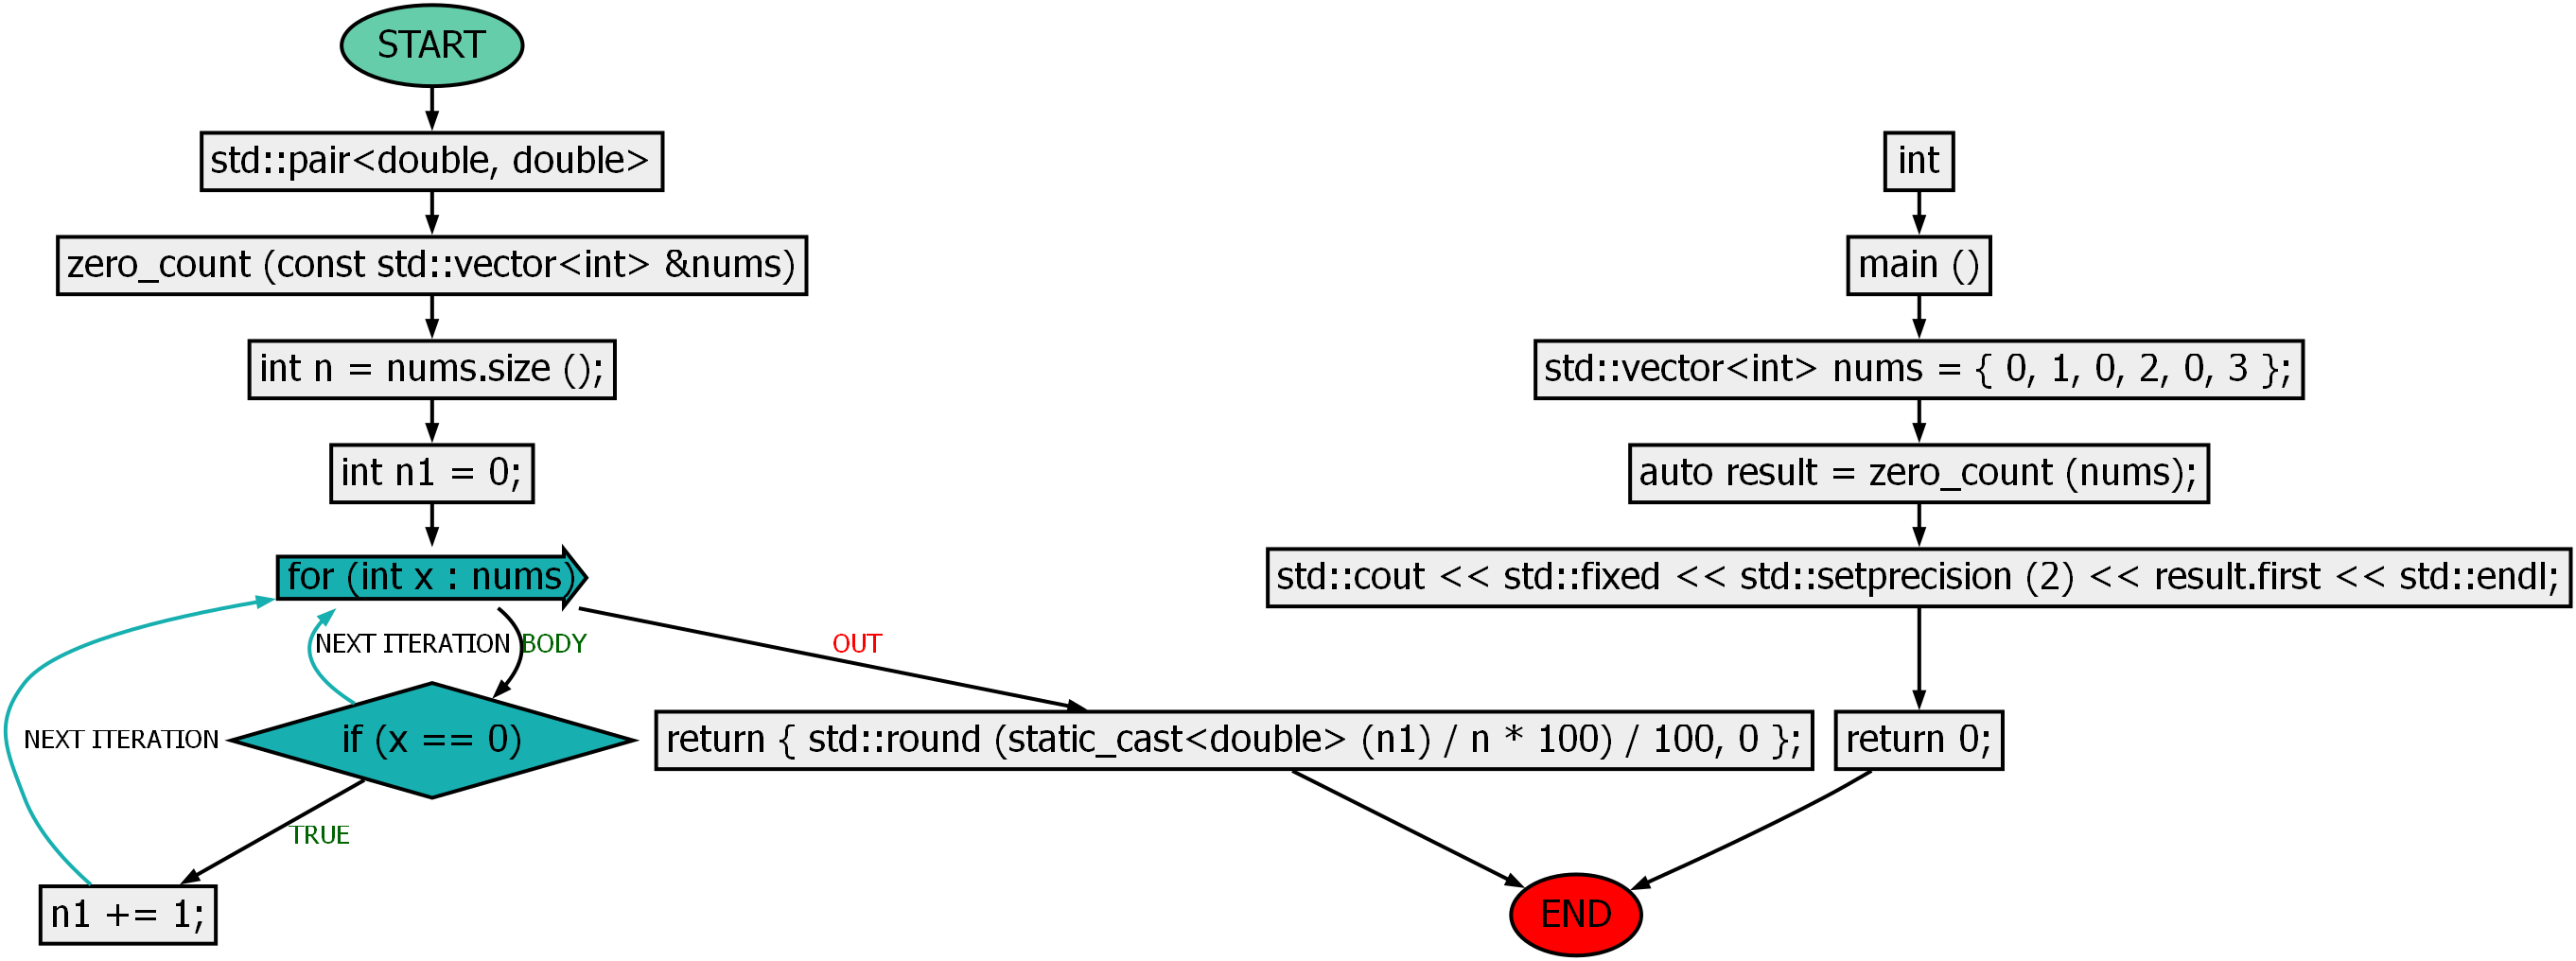 START
std::pair<double, double>
zero_count (const std::vector<int> &nums)
int n = nums.size ();
int n1 = 0;
for (int x : nums)
NEXT ITERATION
BODY
OUT
if (x == 0)
NEXT ITERATION
TRUE
n1 += 1;
return { std::round (static_cast<double> (n1) / n * 100) / 100, 0 };
int
main ()
std::vector<int> nums = { 0, 1, 0, 2, 0, 3 };
auto result = zero_count (nums);
std::cout << std::fixed << std::setprecision (2) << result.first << std::endl;
return 0;
END